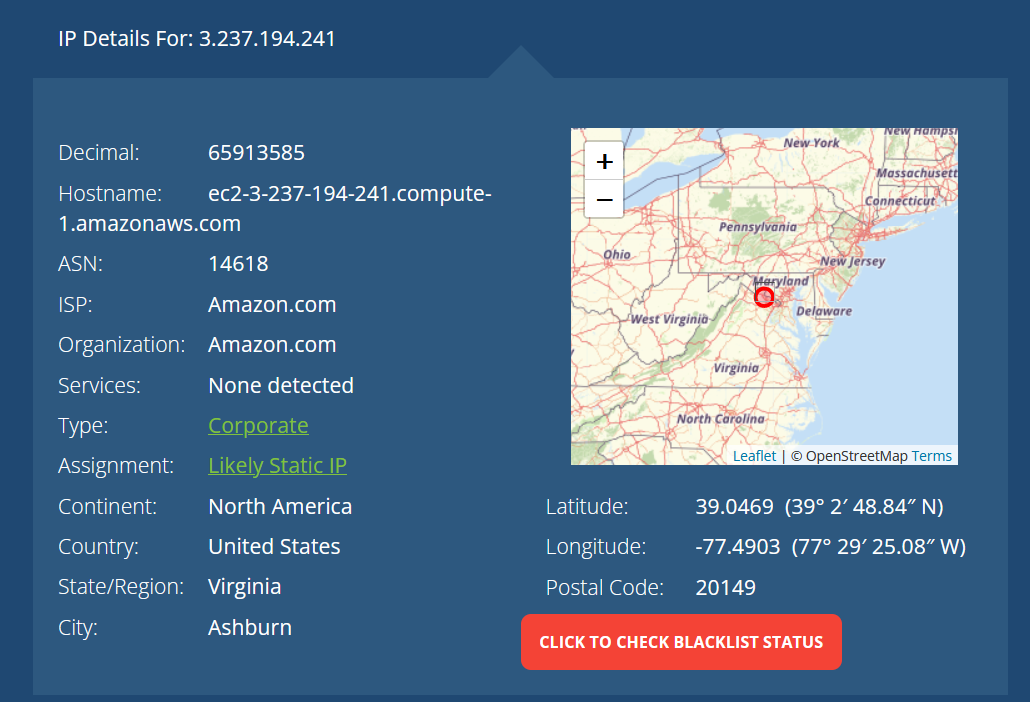 IP Details For: 3.237.194.241
Decimal: 65913585
Hostname: ec2-3-237-194-241.compute-
1.amazonaws.com
ASN: 14618
ISP: Amazon.com
Organization: Amazon.com
Services: None detected
Type: Corporate
Assignment: Likely Static IP
Continent: North America
Country: United States
State/Region: Virginia
City: Ashburn
+
−
New Hampsh
New York
Massachusett
Connecticut
Pennsylvania
Ohio
New Jersey
Maryland
West Virginia
Delaware
Virginia
North Carolina
Leaflet | © OpenStreetMap Terms
Latitude: 39.0469 (39° 2′ 48.84″ N)
Longitude: -77.4903 (77° 29′ 25.08″ W)
Postal Code: 20149
CLICK TO CHECK BLACKLIST STATUS